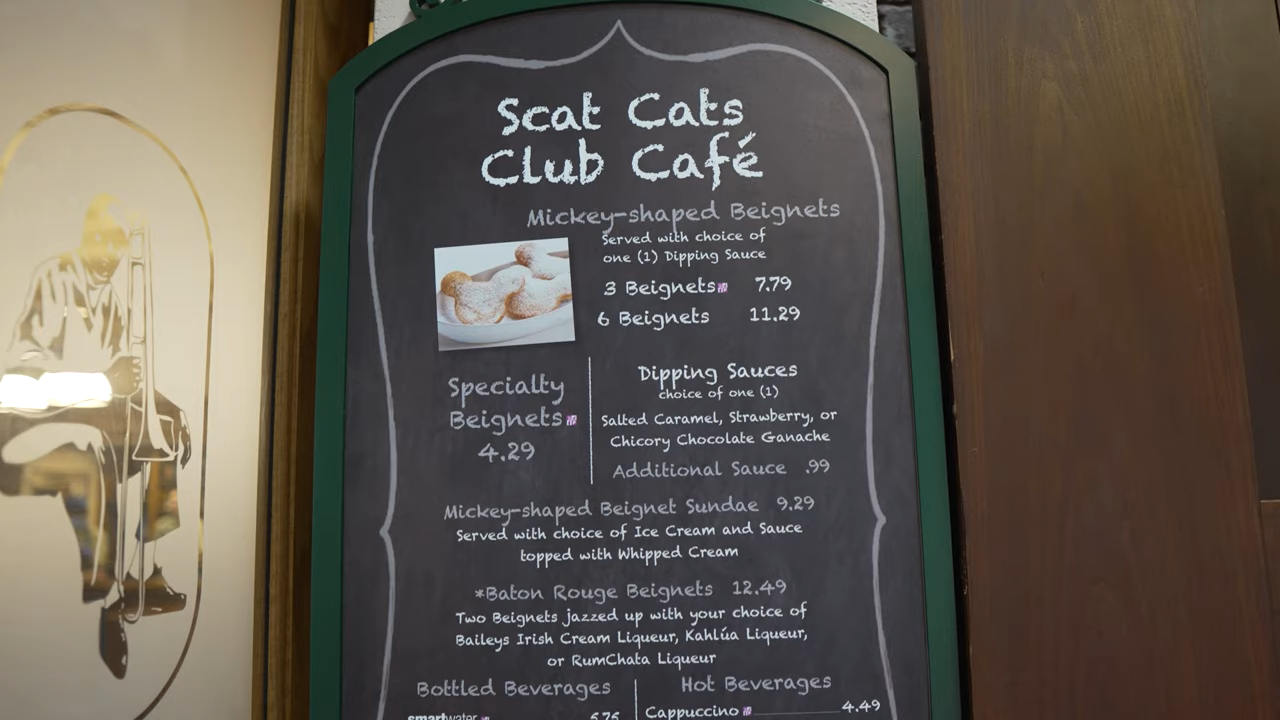 Scat Cats
Club Café
Mickey-shaped Beignets
Served with choice of
one (1) Dipping Sauce
3 Beignets 7.79
6 Beignets 11.29
Specialty
Beignets
4.29
Dipping Sauces
choice of one (1)
Salted Caramel, Strawberry, or
Chicory Chocolate Ganache
Additional Sauce .99
Mickey-shaped Beignet Sundae 9.29
Served with choice of Ice Cream and Sauce
topped with Whipped Cream
*Baton Rouge Beignets 12.49
Two Beignets jazzed up with your choice of
Baileys Irish Cream Liqueur, Kahlúa Liqueur,
or RumChata Liqueur
Bottled Beverages
smartwater
Hot Beverages
Cappuccino 4.49